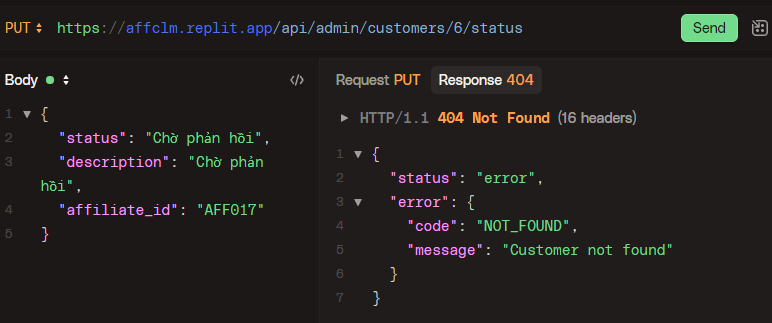 PUT https://affclm.replit.app/api/admin/customers/6/status Send
Body
1 {
2 "status": "Chờ phản hồi",
3 "description": "Chờ phản
hồi",
4 "affiliate_id": "AFF017"
5 }
Request PUT Response 404
HTTP/1.1 404 Not Found (16 headers)
1 {
2 "status": "error",
3 "error": {
4 "code": "NOT_FOUND",
5 "message": "Customer not found"
6 }
7 }